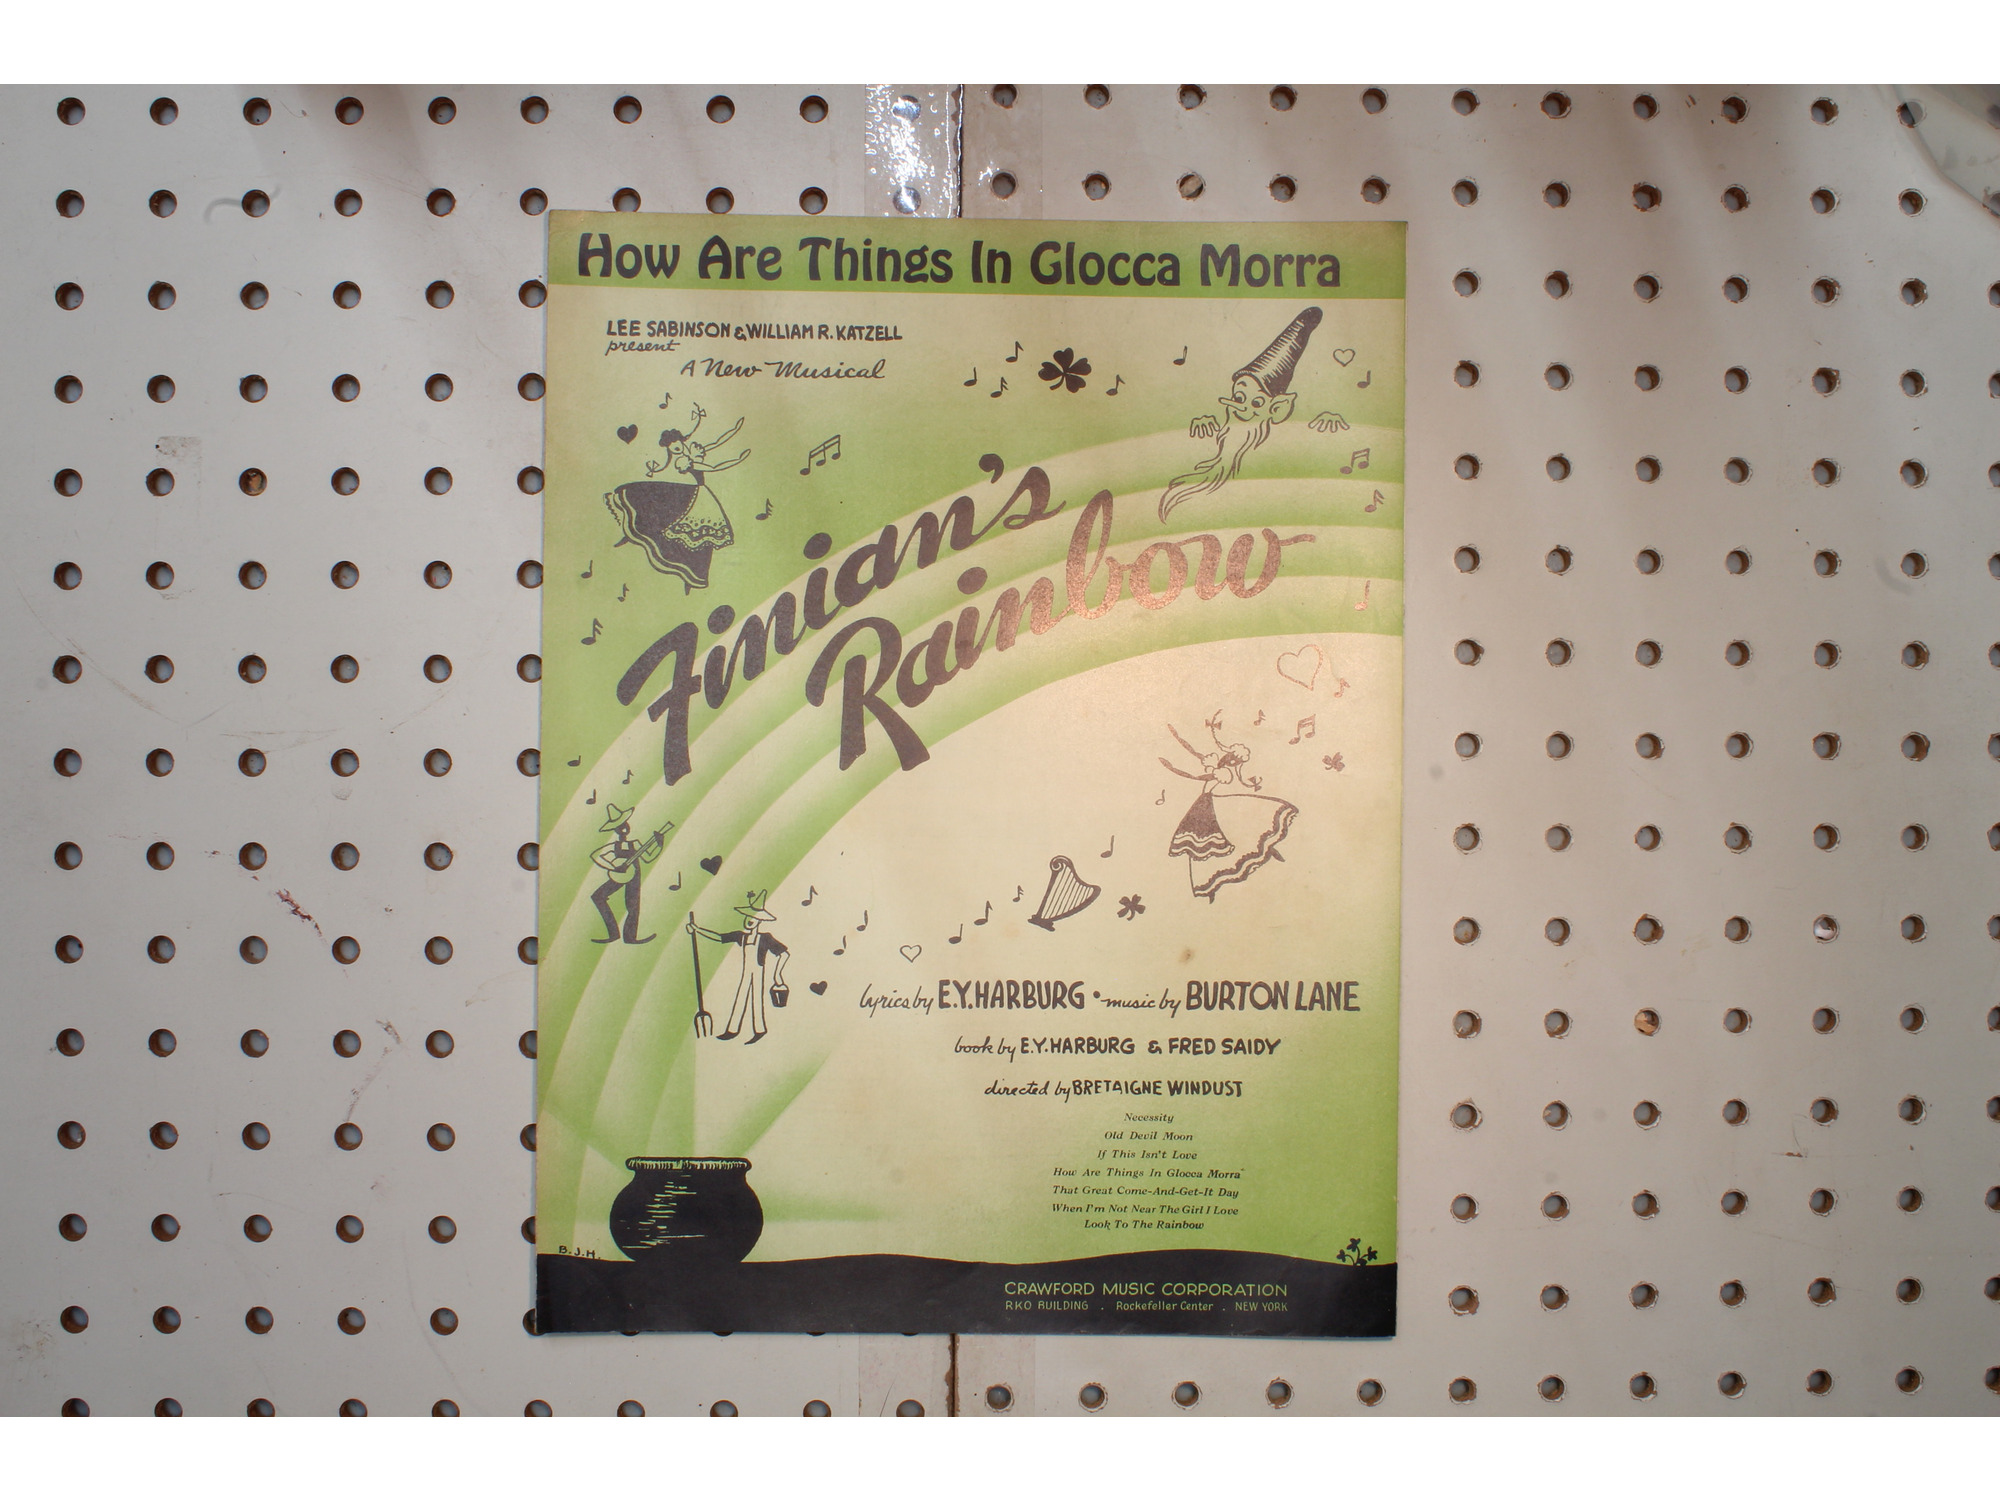 How Are Things In Glocca Morra
LEE SABINSON & WILLIAM R. KATZELL
present
A New Musical
Finian's
Rainbow
lyrics by E.Y. HARBURG • music by BURTON LANE
book by E.Y. HARBURG & FRED SAIDY
directed by BRETAIGNE WINDUST
Necessity
Old Devil Moon
If This Isn't Love
How Are Things In Glocca Morra
That Great Come-And-Get-It Day
When I'm Not Near The Girl I Love
Look To The Rainbow
B.J.H.
CRAWFORD MUSIC CORPORATION
RKO BUILDING . Rockefeller Center . NEW YORK